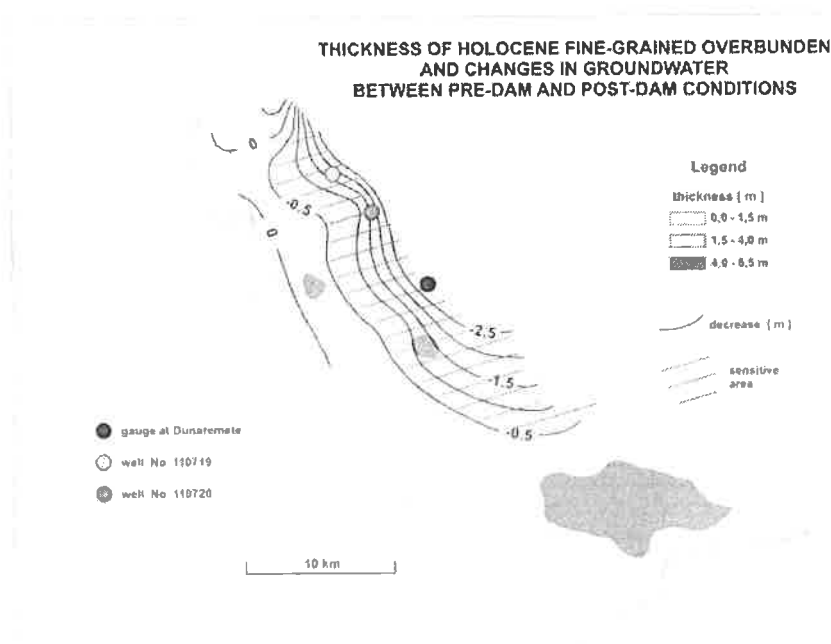 THICKNESS OF HOLOCENE FINE-GRAINED OVERBUNDEN
AND CHANGES IN GROUNDWATER
BETWEEN PRE-DAM AND POST-DAM CONDITIONS
0
-0.5
0
Legend
thickness [ m ]
0,0 - 1,5 m
1,5 - 4,0 m
4,0 - 6,5 m
-2,5
decrease [ m ]
-1,5
sensitive
area
-0,5
gauge at Dunaremete
well No 110719
well No 110720
10 km